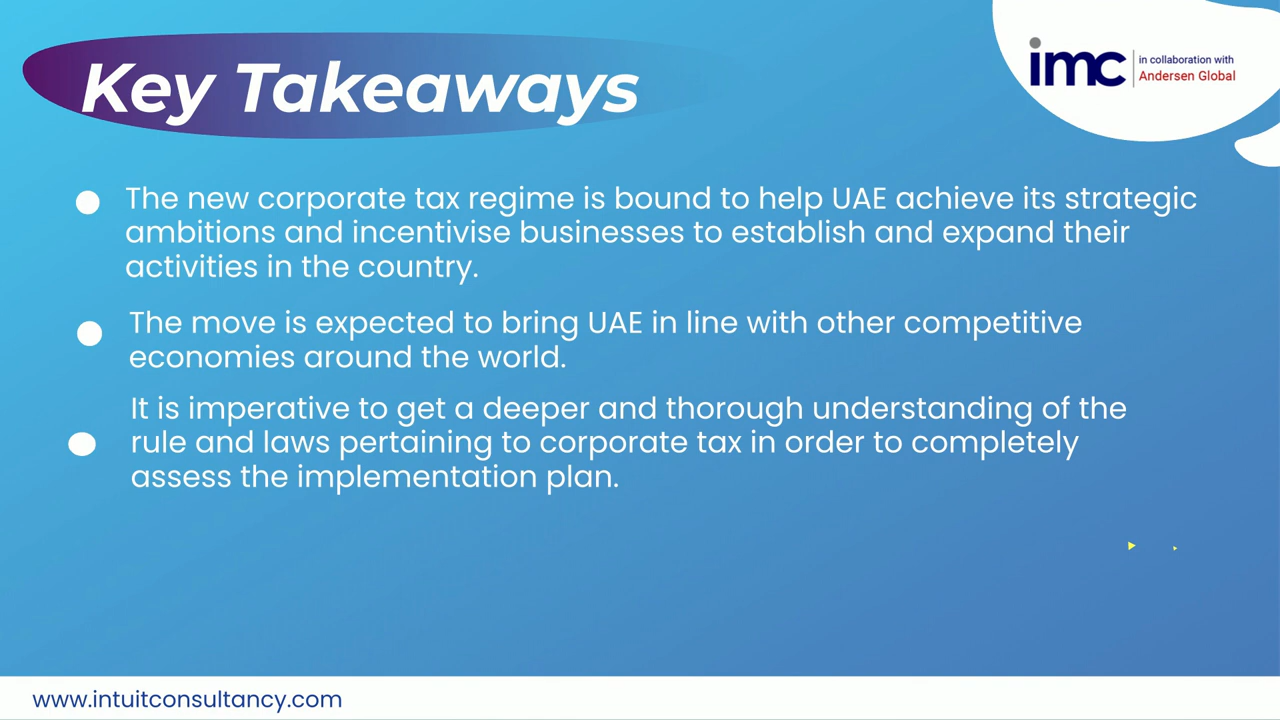 Key Takeaways
imc
in collaboration with
Andersen Global
The new corporate tax regime is bound to help UAE achieve its strategic
ambitions and incentivise businesses to establish and expand their
activities in the country.
The move is expected to bring UAE in line with other competitive
economies around the world.
It is imperative to get a deeper and thorough understanding of the
rule and laws pertaining to corporate tax in order to completely
assess the implementation plan.
www.intuitconsultancy.com